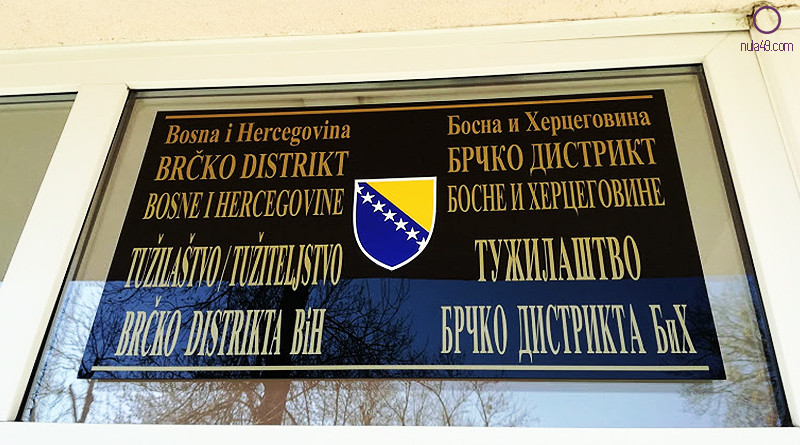 nula49.com
Bosna i Hercegovina
BRČKO DISTRIKT
BOSNE I HERCEGOVINE
TUŽILAŠTVO / TUŽITELJSTVO
BRČKO DISTRIKTA BiH
Босна и Херцеговина
БРЧКО ДИСТРИКТ
БОСНЕ И ХЕРЦЕГОВИНЕ
ТУЖИЛАШТВО
БРЧКО ДИСТРИКТА БиХ